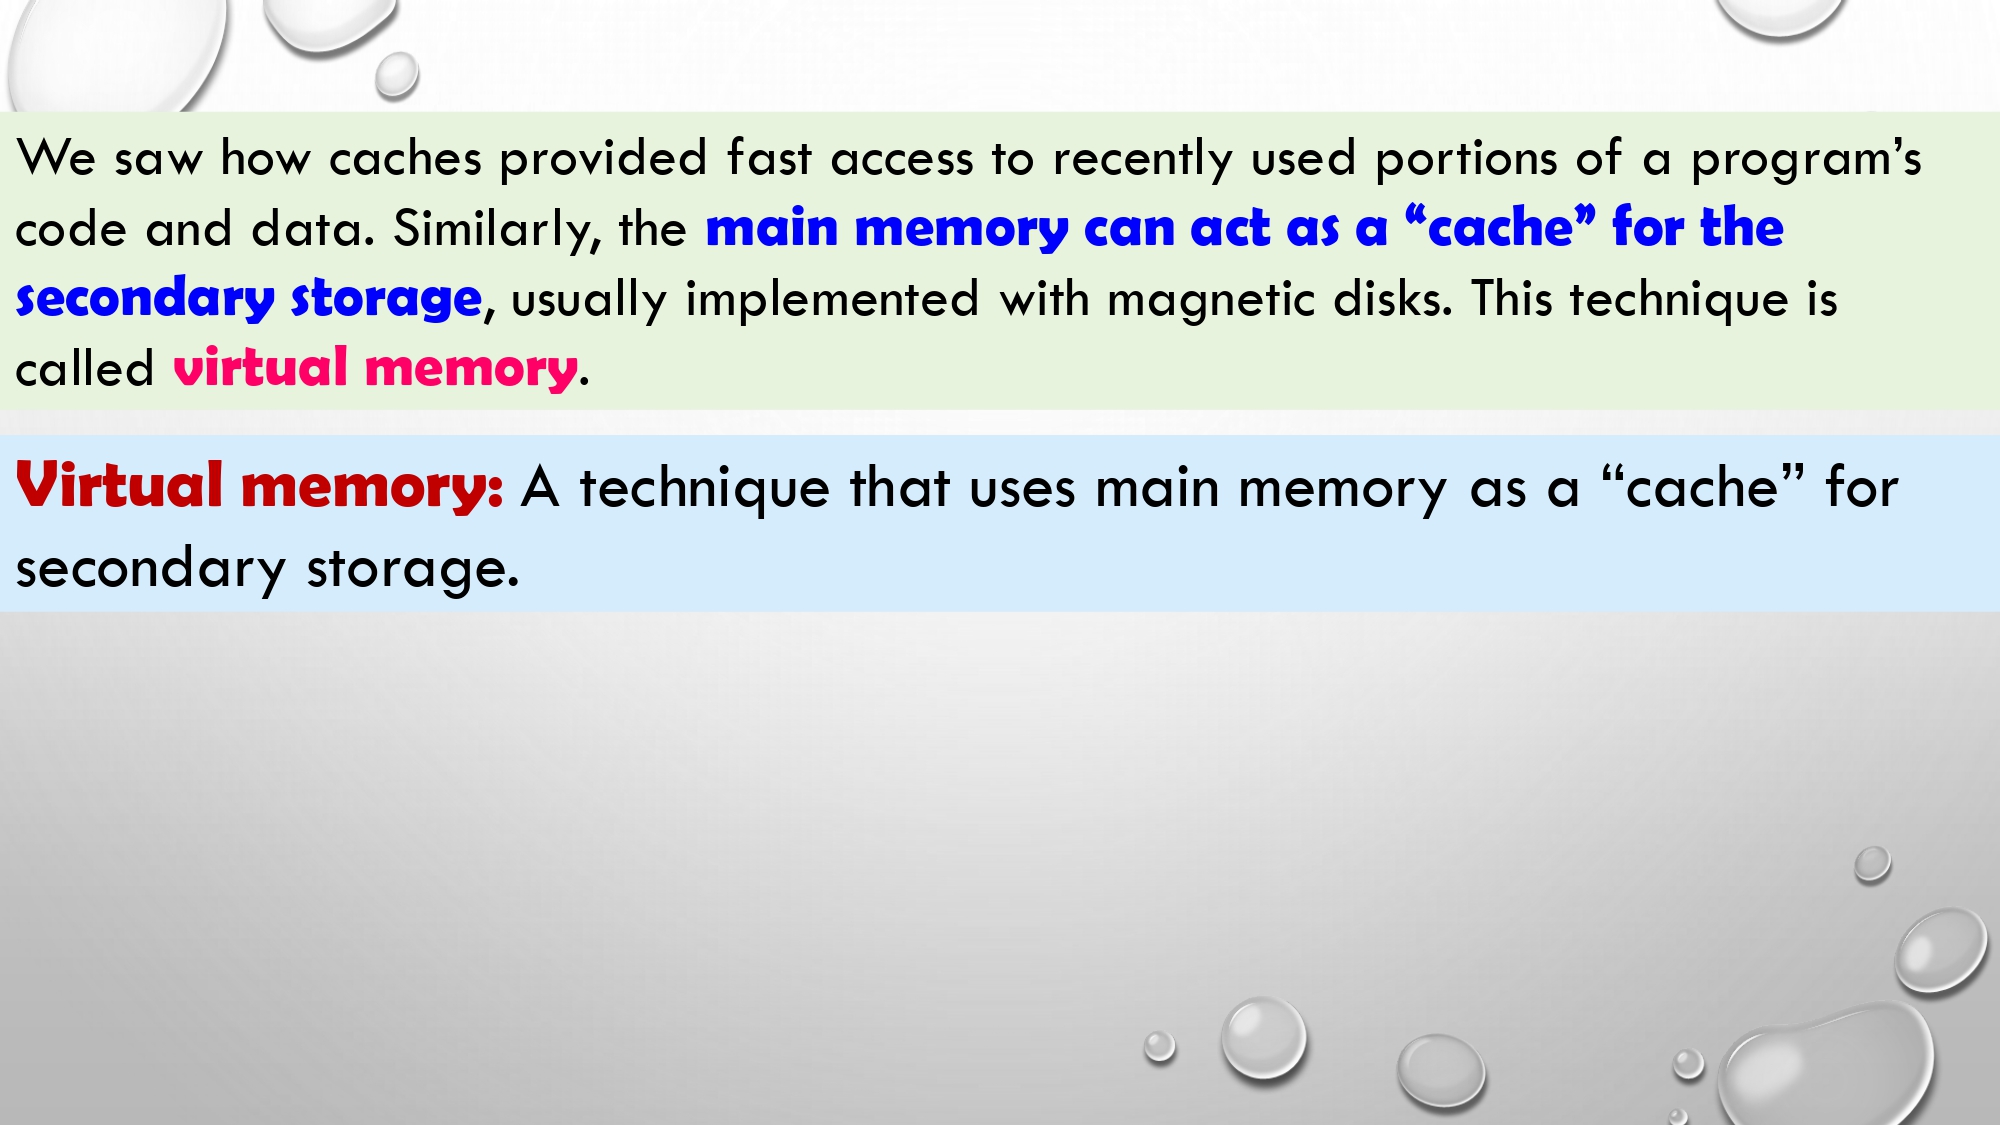 We saw how caches provided fast access to recently used portions of a program’s
code and data. Similarly, the main memory can act as a “cache” for the
secondary storage, usually implemented with magnetic disks. This technique is
called virtual memory.
Virtual memory: A technique that uses main memory as a “cache” for
secondary storage.